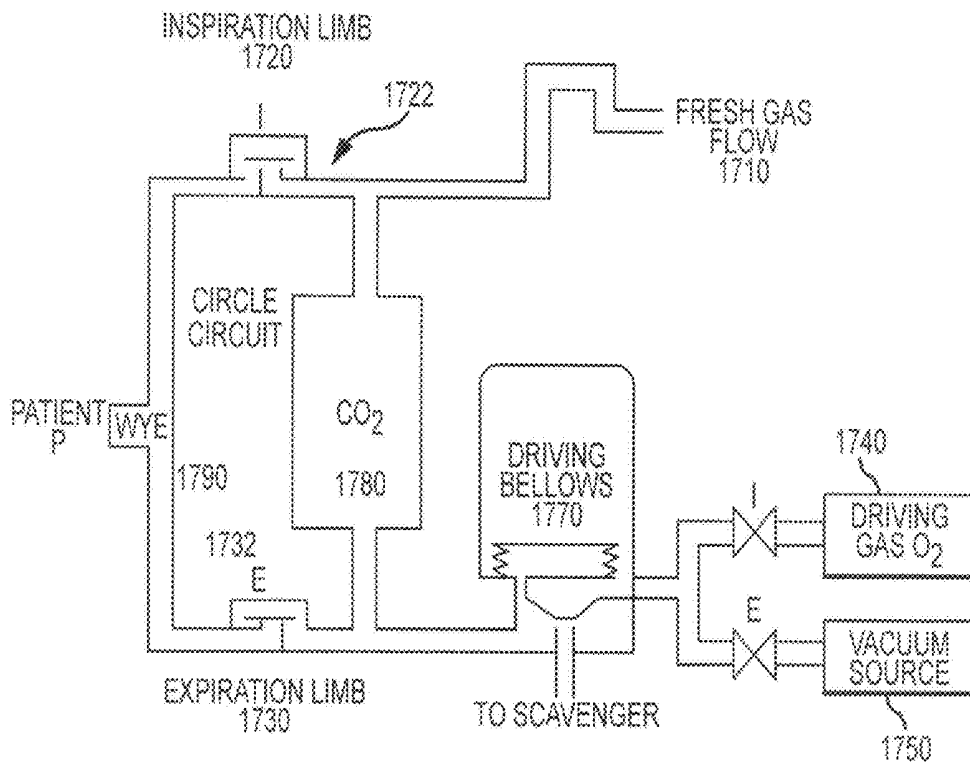 INSPIRATION LIMB
1720
I
1722
FRESH GAS
FLOW
1710
CIRCLE
CIRCUIT
PATIENT
P
WYE
CO2
1790
1780
DRIVING
BELLOWS
1770
1740
I
DRIVING
GAS O2
1732
E
E
VACUUM
SOURCE
EXPIRATION LIMB
1730
TO SCAVENGER
1750